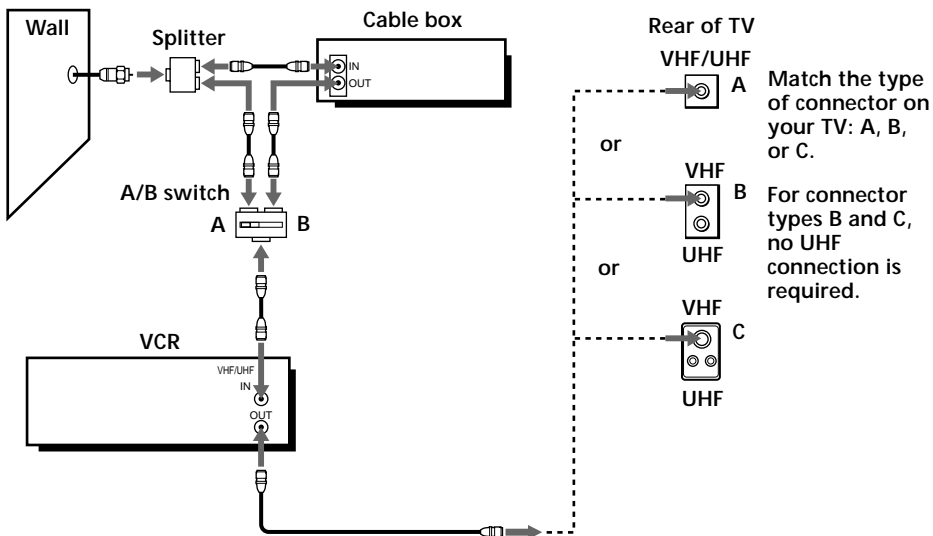 Wall
Splitter
Cable box
IN
OUT
A/B switch
A
B
VCR
VHF/UHF
IN
OUT
Rear of TV
VHF/UHF
A
or
VHF
B
UHF
or
VHF
C
UHF
Match the type
of connector on
your TV: A, B,
or C.
For connector
types B and C,
no UHF
connection is
required.